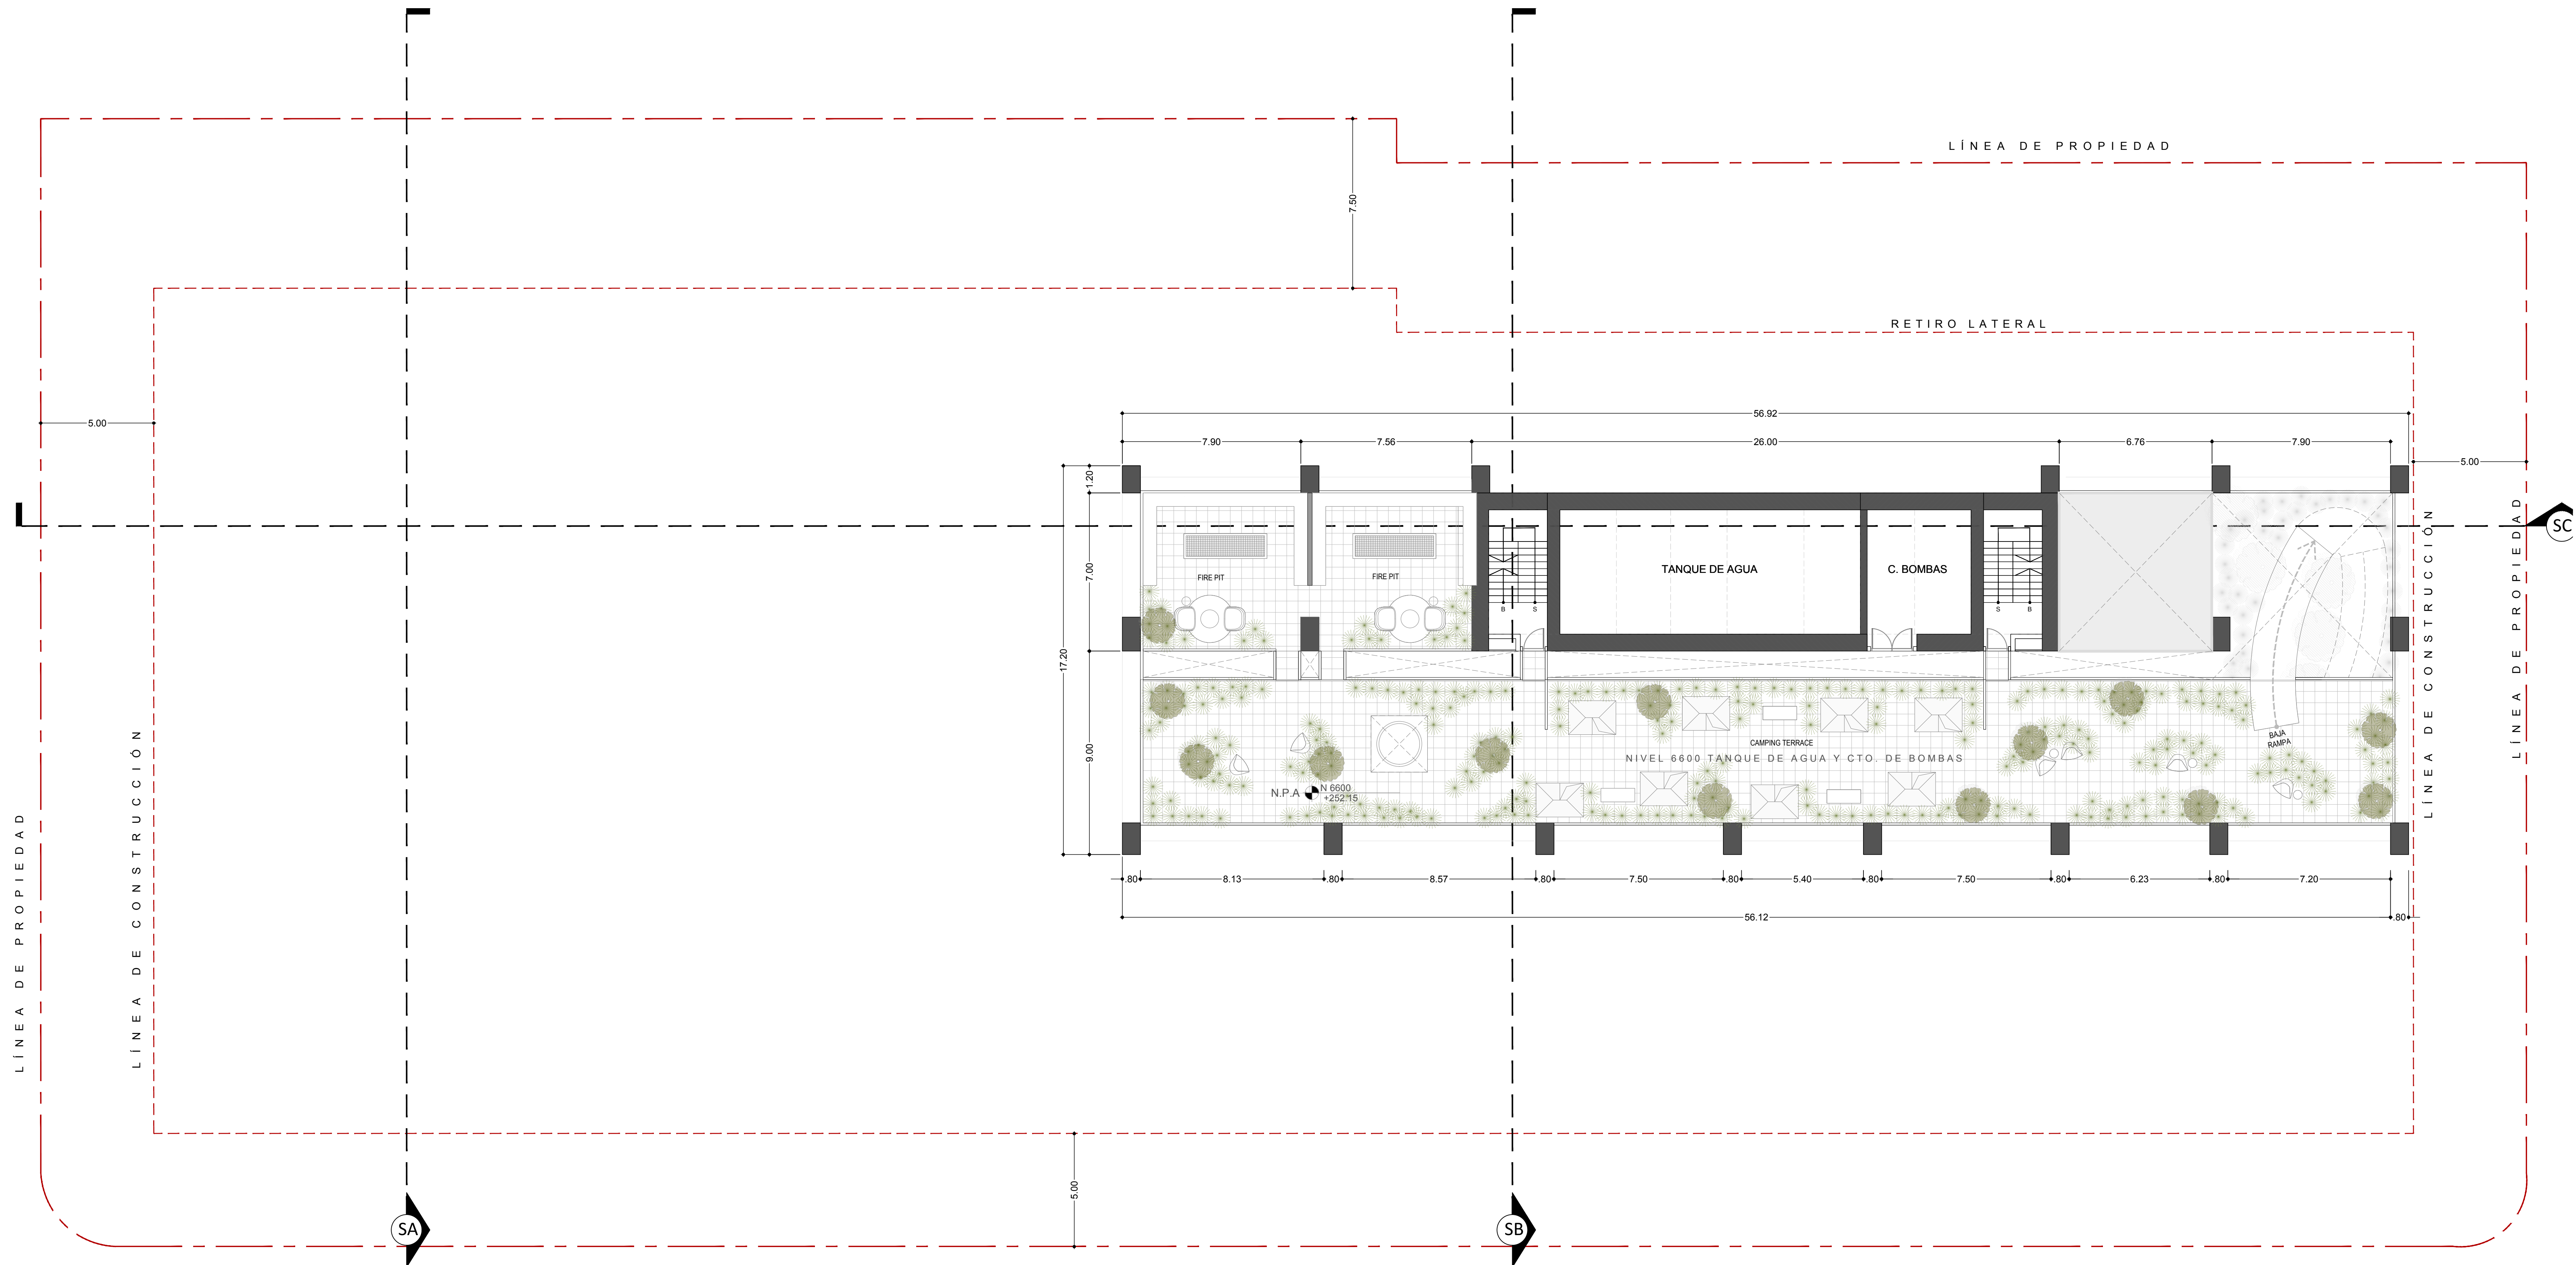 LÍNEA DE PROPIEDAD
7.50
RETIRO LATERAL
56.92
5.00
7.90
7.56
26.00
6.76
7.90
5.00
1.20
7.00
17.20
9.00
SC
LÍNEA DE CONSTRUCCIÓN
LÍNEA DE PROPIEDAD
TANQUE DE AGUA
C. BOMBAS
FIRE PIT
FIRE PIT
B
S
S
B
BAJA
RAMPA
CAMPING TERRACE
NIVEL 6600 TANQUE DE AGUA Y CTO. DE BOMBAS
N.P.A
N 6600
+252.15
LÍNEA DE PROPIEDAD
LÍNEA DE CONSTRUCCIÓN
.80
8.13
.80
8.57
.80
7.50
.80
5.40
.80
7.50
.80
6.23
.80
7.20
56.12
.80
5.00
SA
SB